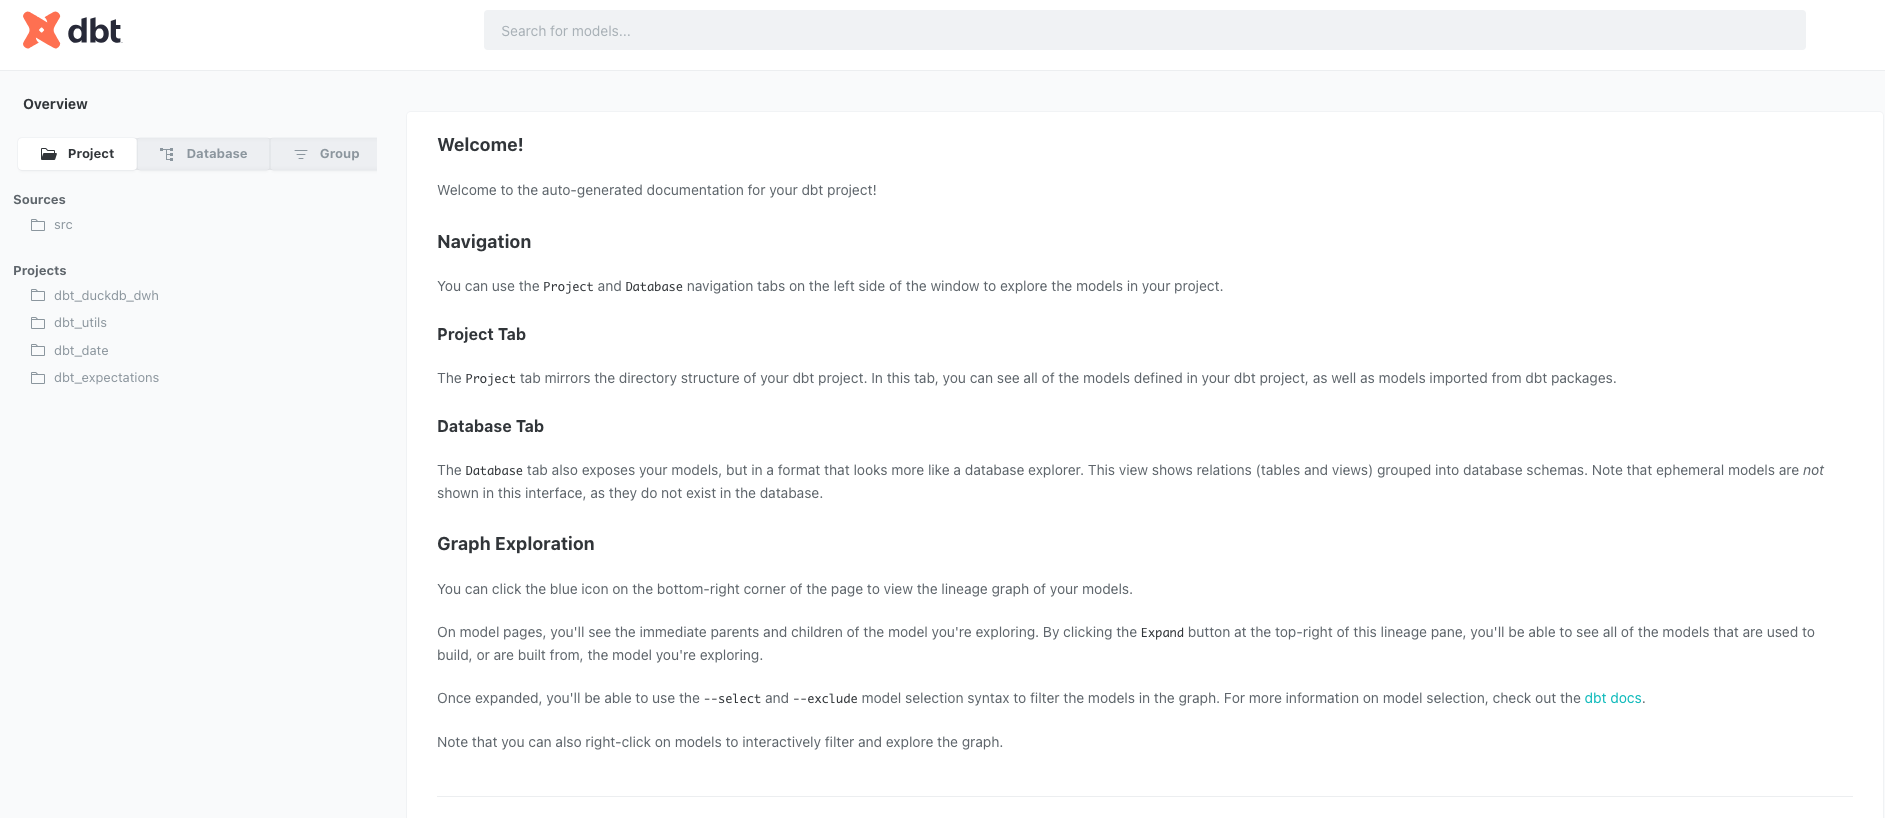 dbt
Search for models...
Overview
Project
Database
Group
Sources
src
Projects
dbt_duckdb_dwh
dbt_utils
dbt_date
dbt_expectations
Welcome!
Welcome to the auto-generated documentation for your dbt project!
Navigation
You can use the Project and Database navigation tabs on the left side of the window to explore the models in your project.
Project Tab
The Project tab mirrors the directory structure of your dbt project. In this tab, you can see all of the models defined in your dbt project, as well as models imported from dbt packages.
Database Tab
The Database tab also exposes your models, but in a format that looks more like a database explorer. This view shows relations (tables and views) grouped into database schemas. Note that ephemeral models are not
shown in this interface, as they do not exist in the database.
Graph Exploration
You can click the blue icon on the bottom-right corner of the page to view the lineage graph of your models.
On model pages, you'll see the immediate parents and children of the model you're exploring. By clicking the Expand button at the top-right of this lineage pane, you'll be able to see all of the models that are used to
build, or are built from, the model you're exploring.
Once expanded, you'll be able to use the --select and --exclude model selection syntax to filter the models in the graph. For more information on model selection, check out the dbt docs.
Note that you can also right-click on models to interactively filter and explore the graph.